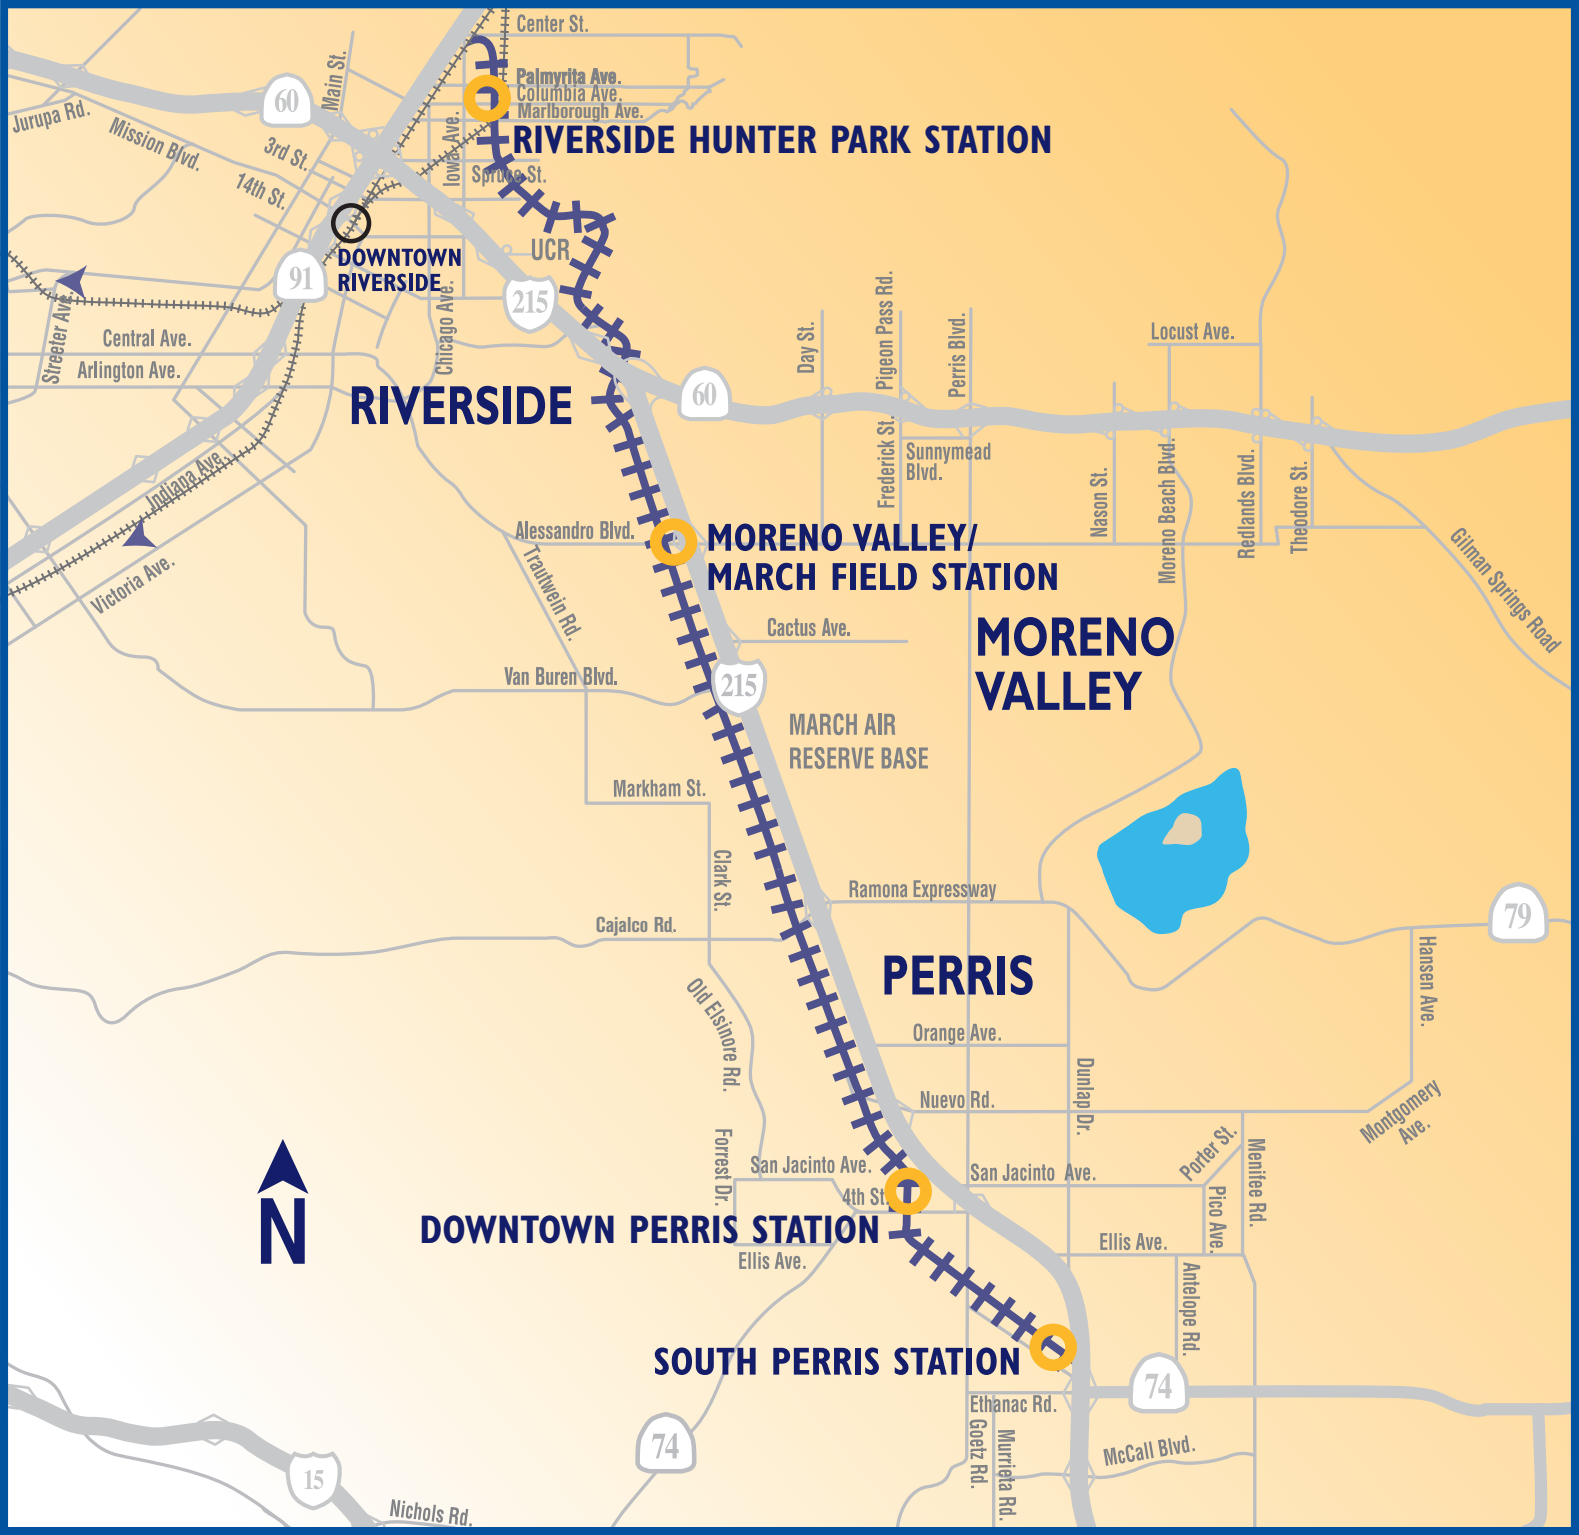 Center St.
Palmyrita Ave.
Columbia Ave.
Marlborough Ave.
RIVERSIDE HUNTER PARK STATION
Main St.
60
Jurupa Rd.
Mission Blvd.
3rd St.
14th St.
Iowa Ave.
Spruce St.
UCR
DOWNTOWN
RIVERSIDE
91
215
Chicago Ave.
Streeter Ave.
Central Ave.
Arlington Ave.
RIVERSIDE
60
Day St.
Pigeon Pass Rd.
Perris Blvd.
Locust Ave.
Frederick St.
Sunnymead
Blvd.
Nason St.
Moreno Beach Blvd.
Redlands Blvd.
Theodore St.
Gilman Springs Road
Indiana Ave.
Victoria Ave.
Alessandro Blvd.
MORENO VALLEY/
MARCH FIELD STATION
Trautwein Rd.
Cactus Ave.
MORENO
VALLEY
Van Buren Blvd.
215
MARCH AIR
RESERVE BASE
Markham St.
Clark St.
Ramona Expressway
Cajalco Rd.
79
Hansen Ave.
PERRIS
Old Elsinore Rd.
Orange Ave.
Dunlap Dr.
Nuevo Rd.
Montgomery
Ave.
Porter St.
Menifee Rd.
Forrest Dr.
San Jacinto Ave.
San Jacinto Ave.
4th St.
Pico Ave.
DOWNTOWN PERRIS STATION
Ellis Ave.
Ellis Ave.
Antelope Rd.
N
SOUTH PERRIS STATION
74
Ethanac Rd.
Goetz Rd.
Murrieta Rd.
McCall Blvd.
74
15
Nichols Rd.